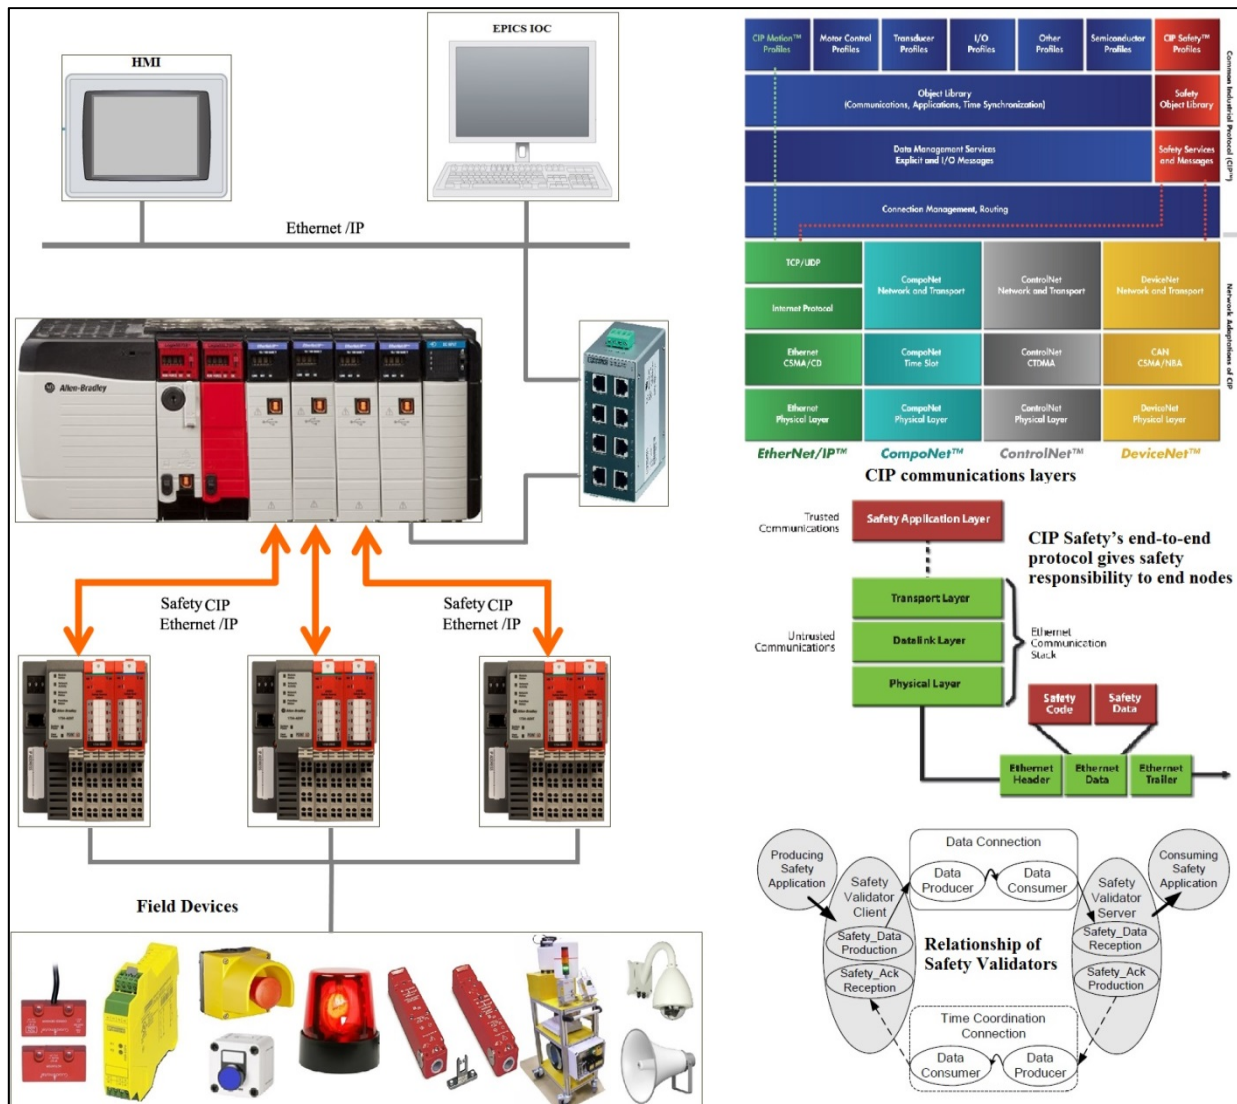 HMI
EPICS IOC
Ethernet /IP
Allen-Bradley
Safety CIP
Ethernet /IP
Safety CIP
Ethernet /IP
Field Devices
CIP Motion™
Profiles
Motor Control
Profiles
Transducer
Profiles
I/O
Profiles
Other
Profiles
Semiconductor
Profiles
CIP Safety™
Profiles
Object Library
(Communications, Applications, Time Synchronization)
Safety
Object Library
Data Management Services
Explicit and I/O Messages
Safety Services
and Messages
Connection Management, Routing
Common Industrial Protocol (CIP™)
TCP/UDP
Internet Protocol
Ethernet
CSMA/CD
Ethernet
Physical Layer
CompoNet
Network and Transport
CompoNet
Time Slot
CompoNet
Physical Layer
ControlNet
Network and Transport
ControlNet
CTDMA
ControlNet
Physical Layer
DeviceNet
Network and Transport
CAN
CSMA/NBA
DeviceNet
Physical Layer
Network Adaptations of CIP
EtherNet/IP™
CompoNet™
ControlNet™
DeviceNet™
CIP communications layers
Trusted
Communications
Safety Application Layer
CIP Safety's end-to-end
protocol gives safety
responsibility to end nodes
Transport Layer
Untrusted
Communications
Datalink Layer
Physical Layer
Ethernet
Communication
Stack
Safety
Code
Safety
Data
Ethernet
Header
Ethernet
Data
Ethernet
Trailer
Producing
Safety
Application
Data Connection
Data
Producer
Data
Consumer
Consuming
Safety
Application
Safety
Validator
Client
Safety
Validator
Server
Safety_Data
Production
Safety_Ack
Reception
Relationship of
Safety Validators
Safety_Data
Reception
Safety_Ack
Production
Time Coordination
Connection
Data
Consumer
Data
Producer